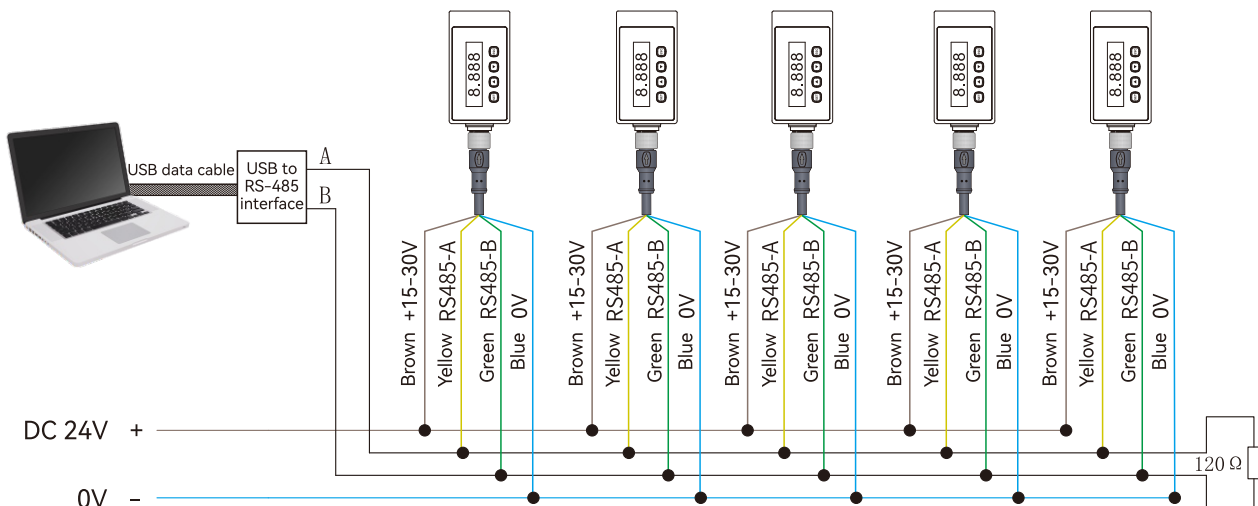 8.888
8.888
8.888
8.888
8.888
USB data cable
USB to
RS-485
interface
A
B
Brown +15-30V
Yellow RS485-A
Green RS485-B
Blue 0V
Brown +15-30V
Yellow RS485-A
Green RS485-B
Blue 0V
Brown +15-30V
Yellow RS485-A
Green RS485-B
Blue 0V
Brown +15-30V
Yellow RS485-A
Green RS485-B
Blue 0V
Brown +15-30V
Yellow RS485-A
Green RS485-B
Blue 0V
DC 24V +
120Ω
0V -